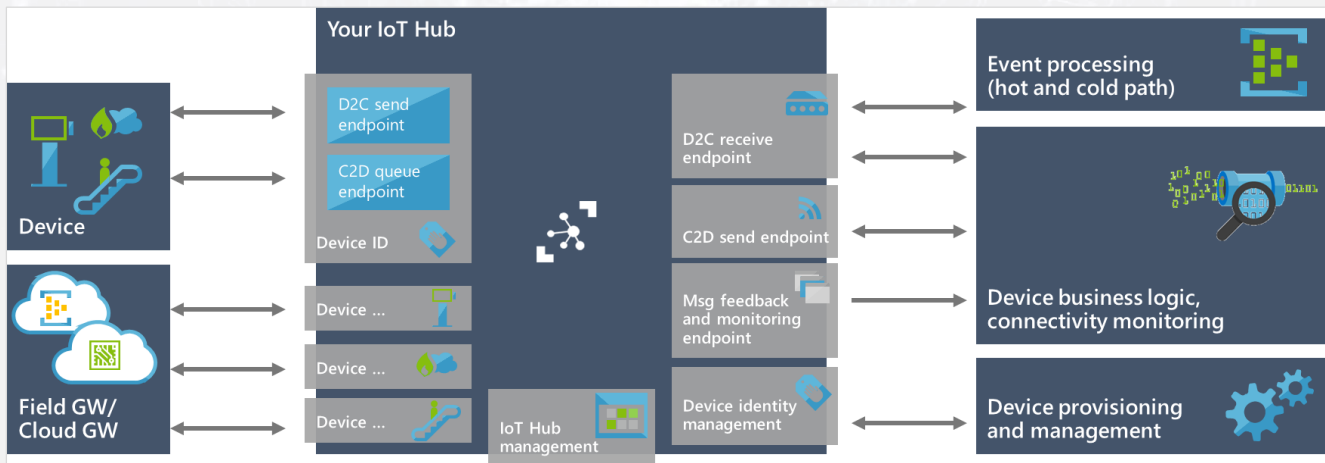 Your IoT Hub
Device
Field GW/
Cloud GW
D2C send
endpoint
C2D queue
endpoint
Device ID
Device ...
Device ...
Device ...
IoT Hub
management
D2C receive
endpoint
C2D send endpoint
Msg feedback
and monitoring
endpoint
Device identity
management
Event processing
(hot and cold path)
Device business logic,
connectivity monitoring
Device provisioning
and management